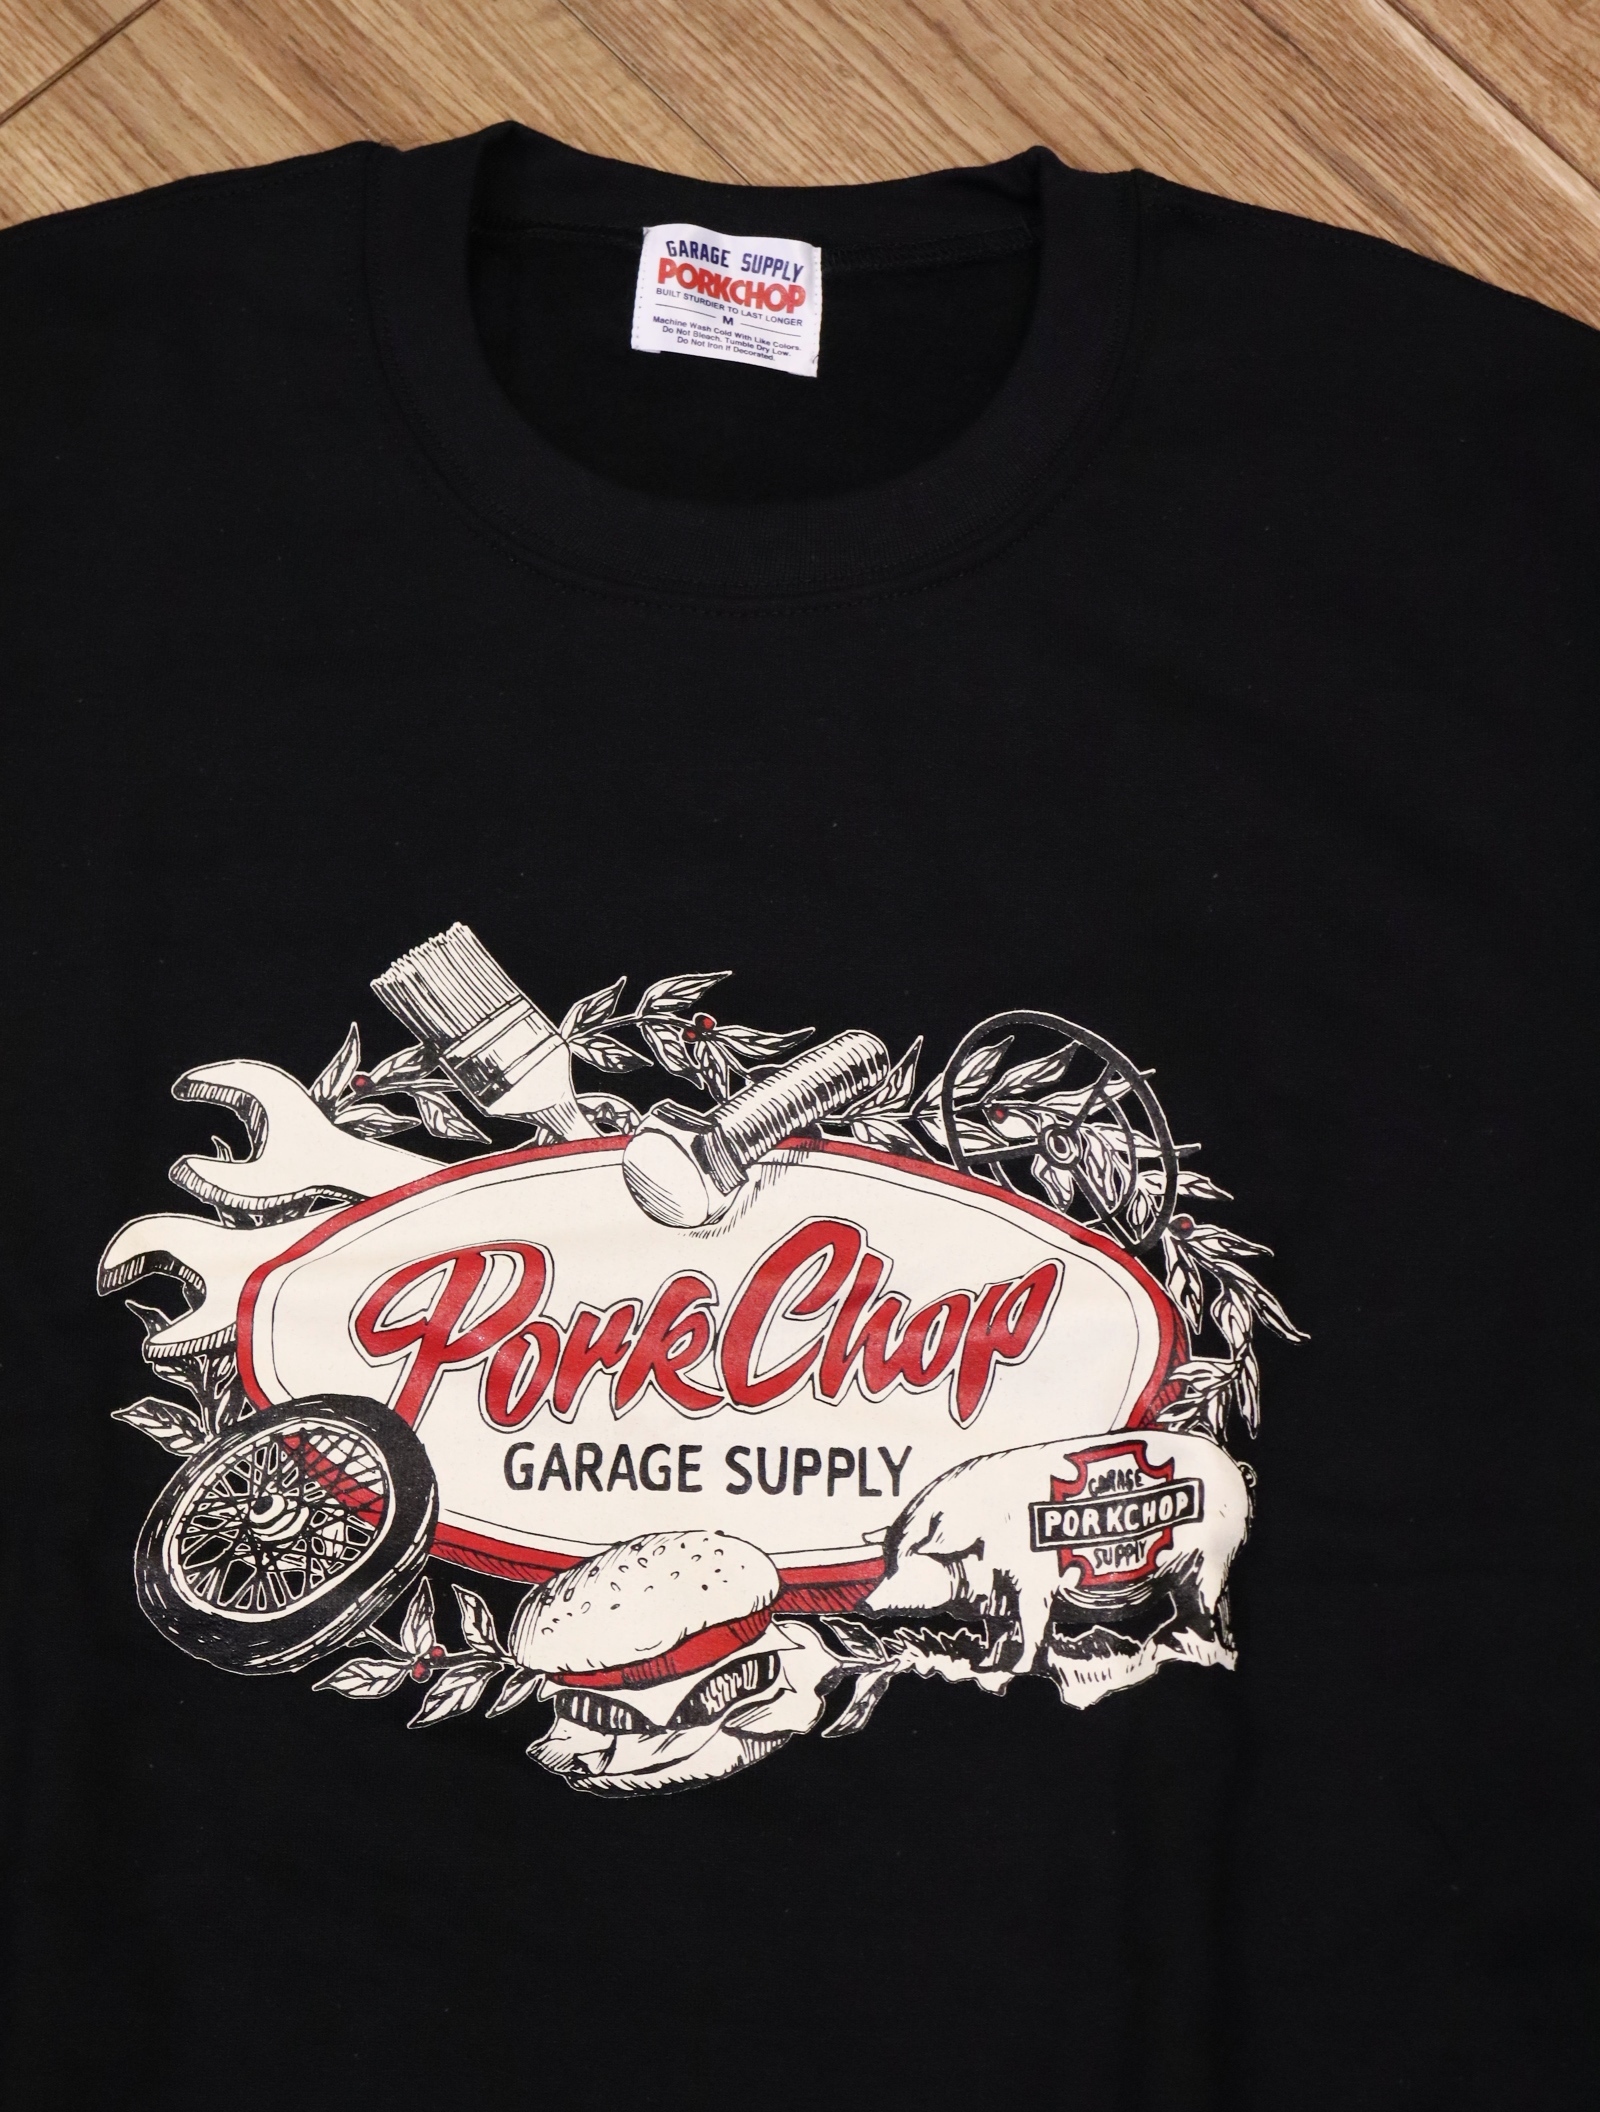 GARAGE SUPPLY
PORKCHOP
BUILT STURDIER TO LAST LONGER
M
Machine Wash Cold With Like Colors.
Do Not Bleach. Tumble Dry Low.
Do Not Iron If Decorated.
PorkChop
GARAGE SUPPLY
GARAGE
PORKCHOP
SUPPLY